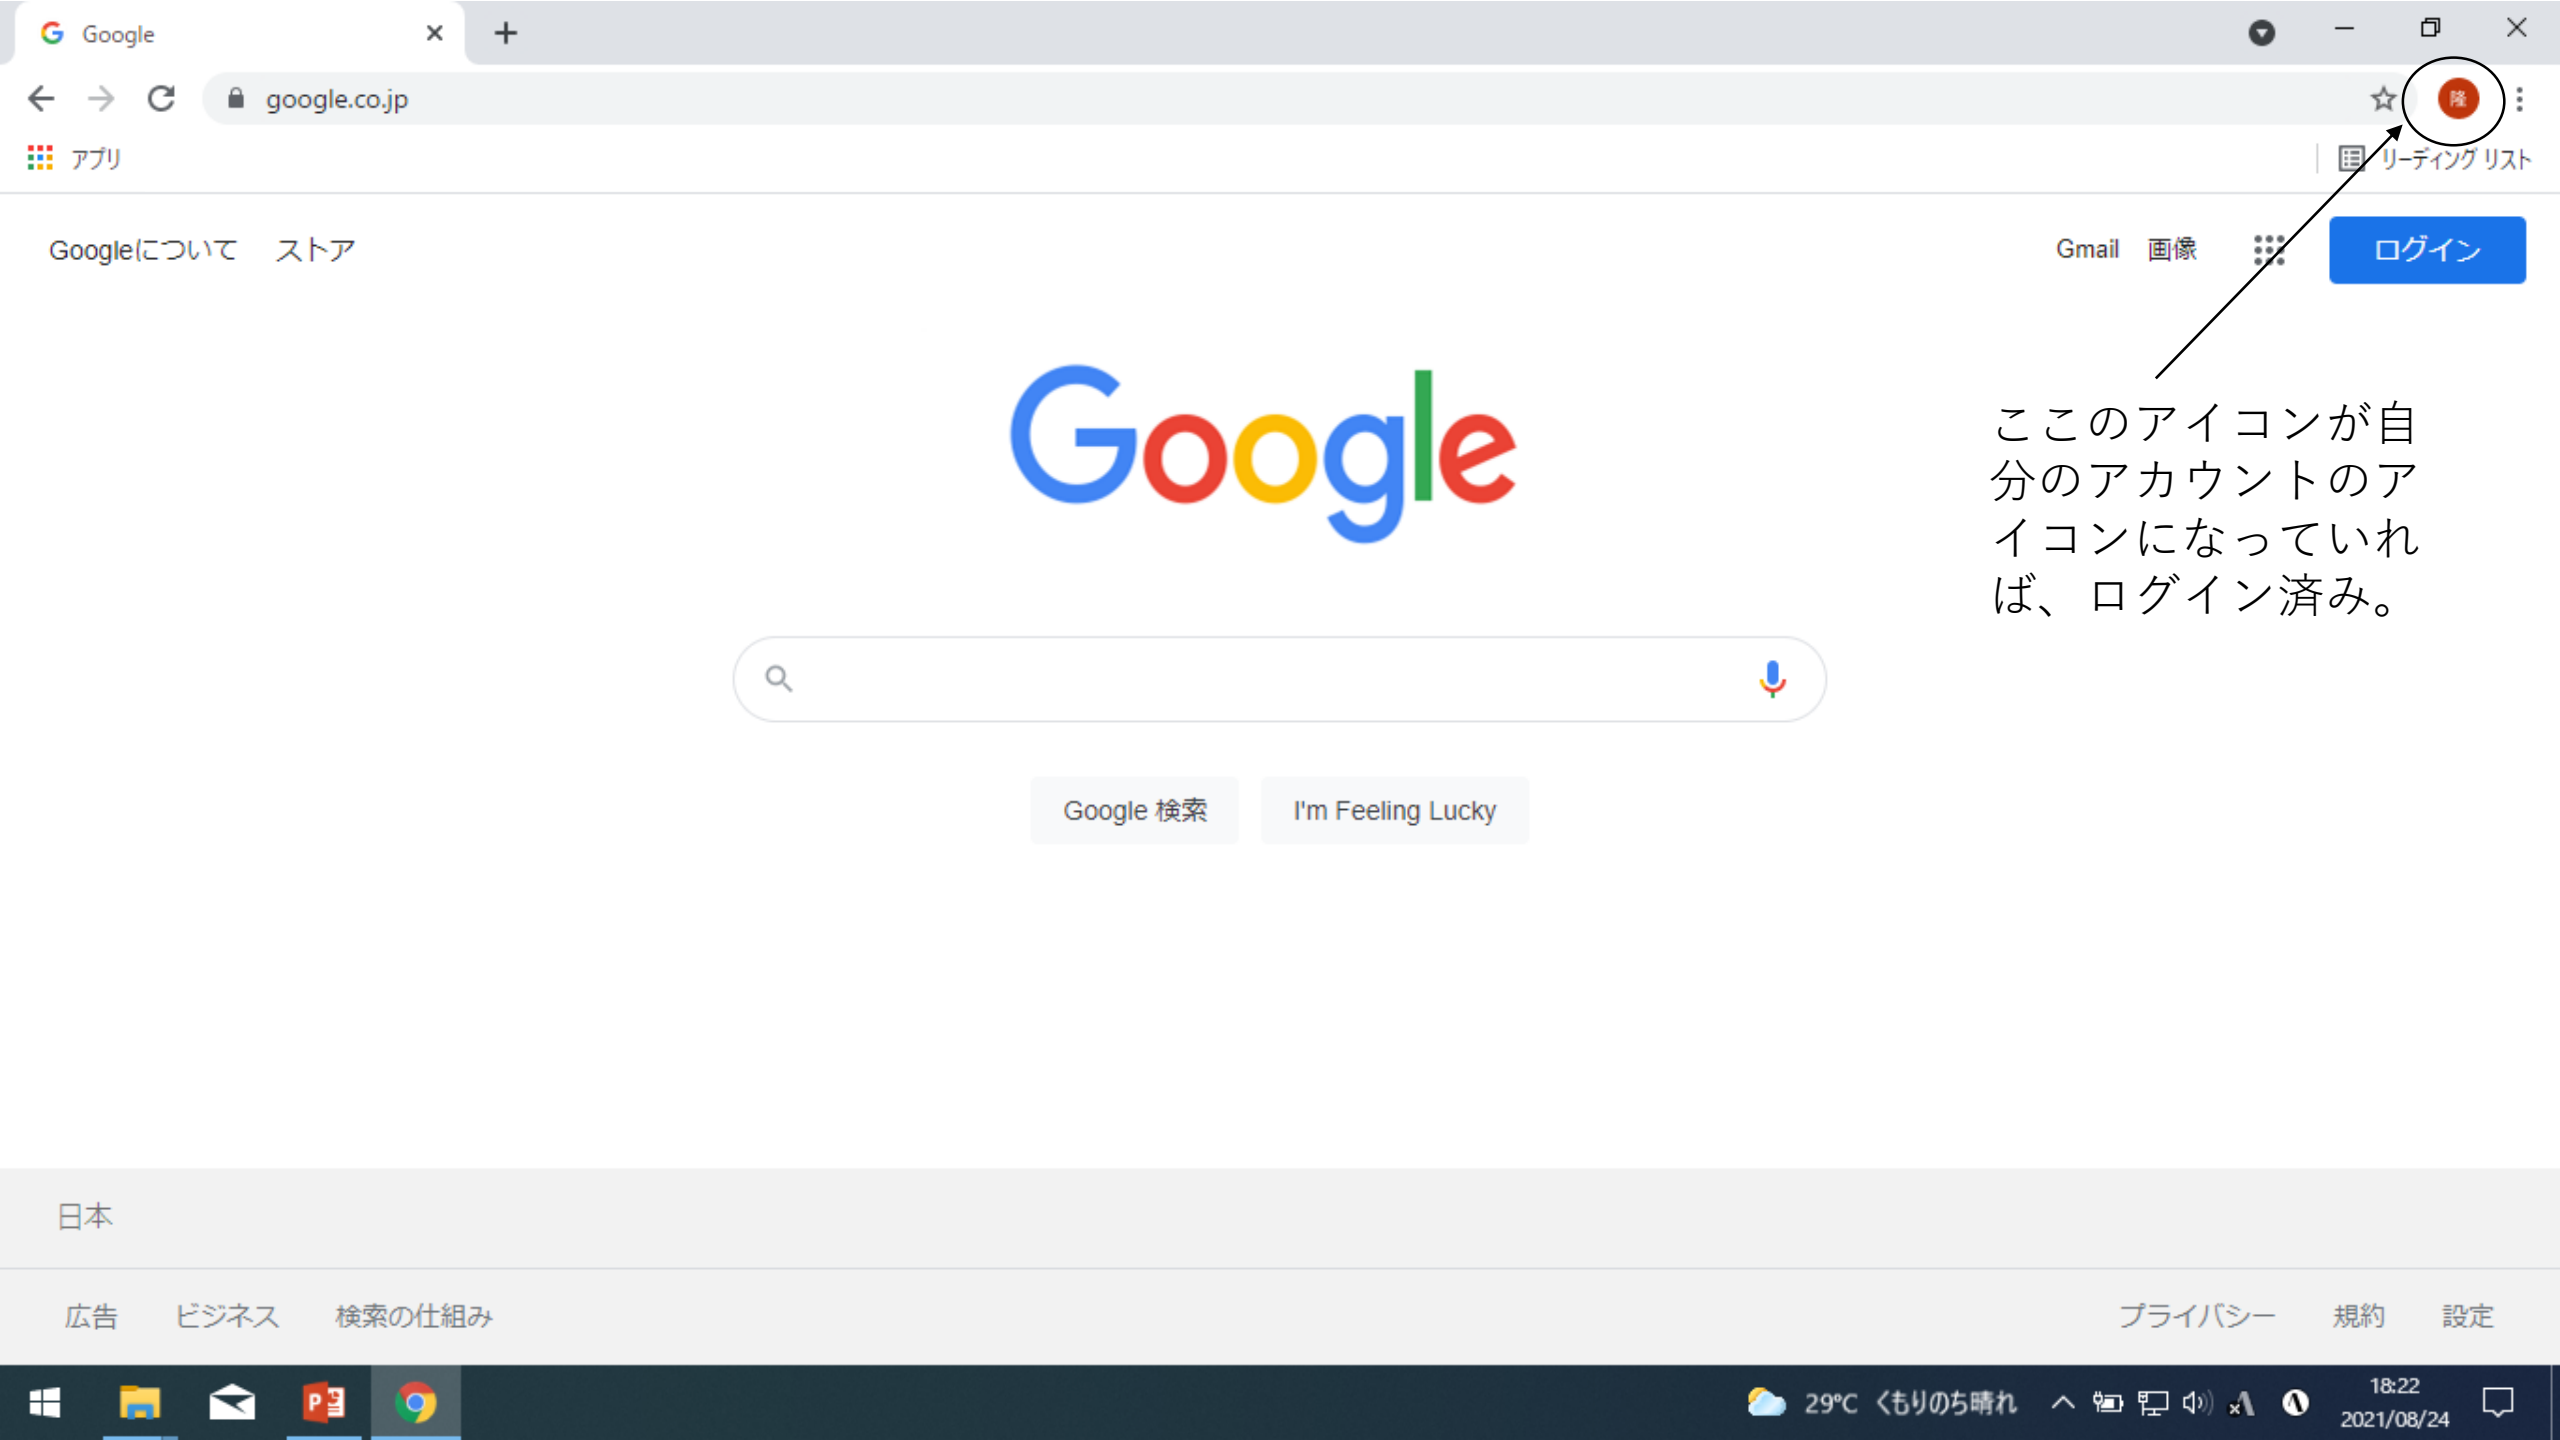 Google
google.co.jp
隆
アプリ
リーディング リスト
Googleについて ストア
Gmail 画像
ログイン
Google
ここのアイコンが自
分のアカウントのア
イコンになっていれ
ば、ログイン済み。
Google 検索
I'm Feeling Lucky
日本
広告 ビジネス 検索の仕組み
プライバシー 規約 設定
29°C くもりのち晴れ
18:22
2021/08/24